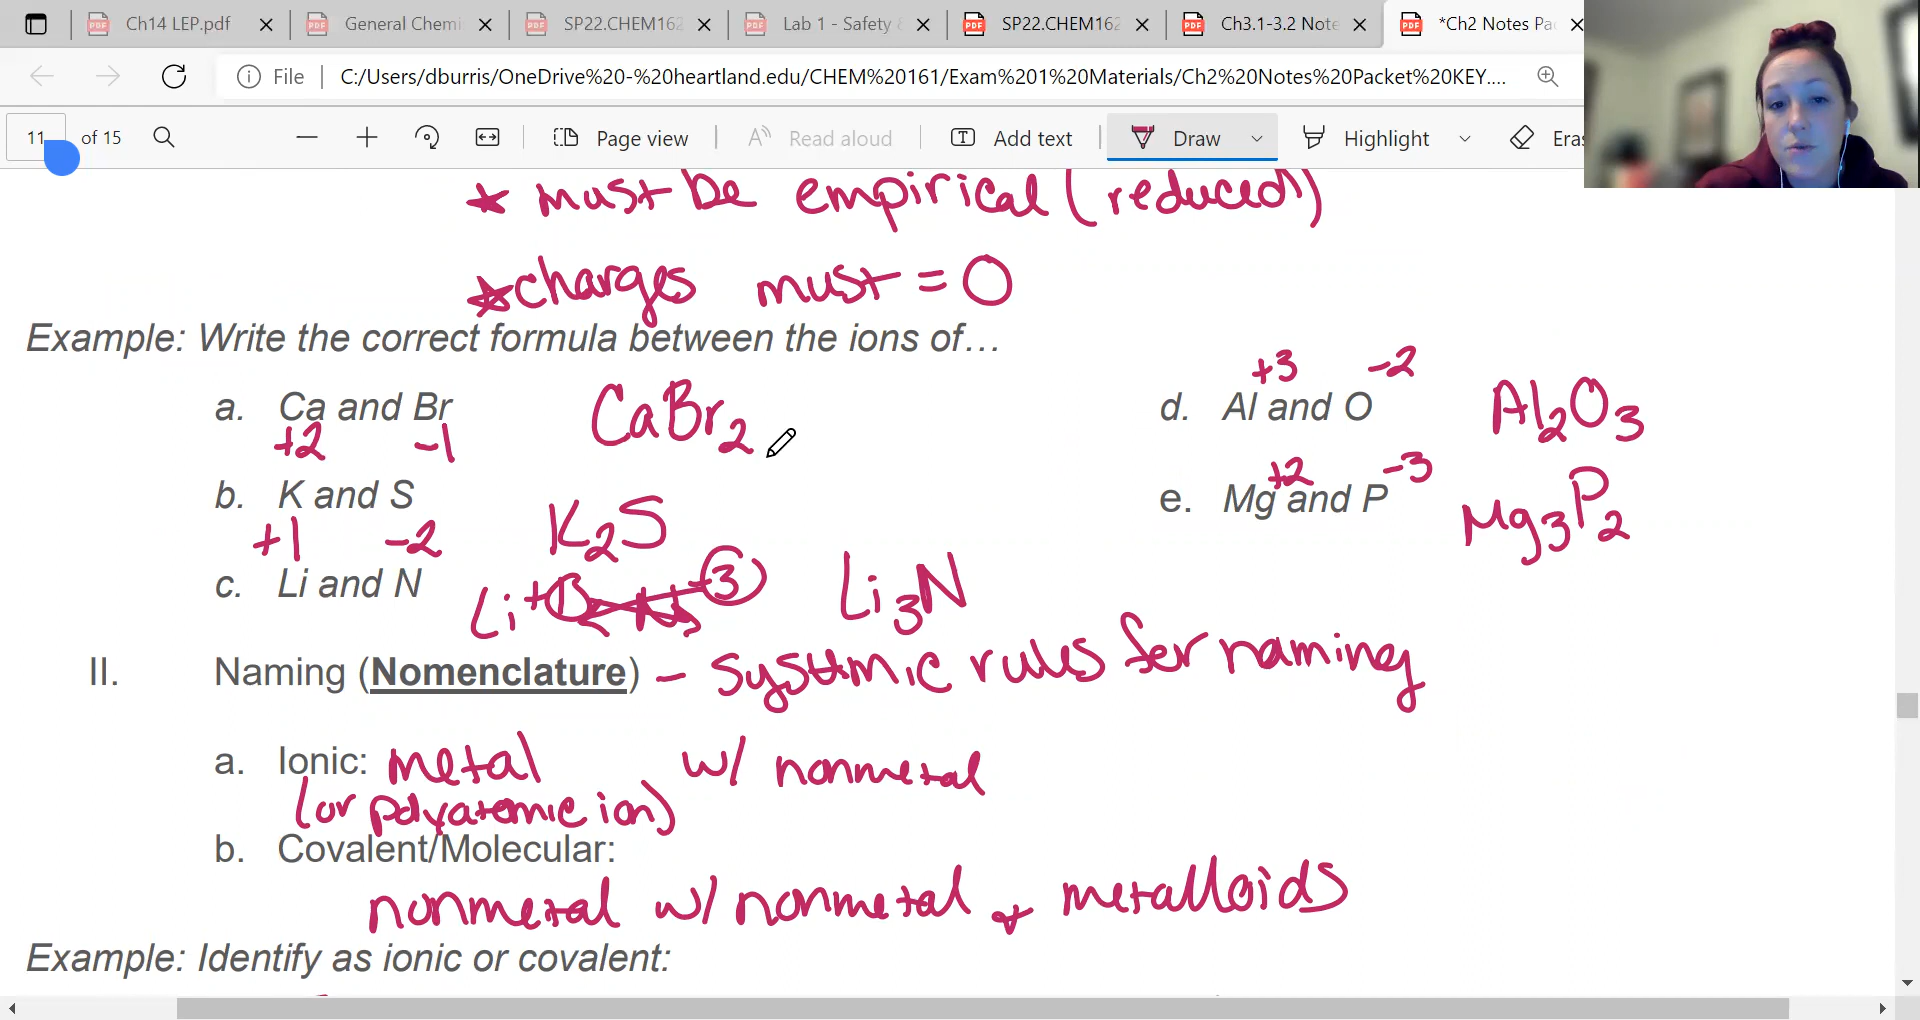 Ch14 LEP.pdf
General Chemi
SP22.CHEM162
Lab 1 - Safety &
SP22.CHEM162
Ch3.1-3.2 Note
*Ch2 Notes Pa
File C:/Users/dburris/OneDrive%20-%20heartland.edu/CHEM%20161/Exam%201%20Materials/Ch2%20Notes%20Packet%20KEY....
11 of 15 Page view Read aloud Add text Draw Highlight Eras
* must be empirical (reduced)
* charges must = 0
Example: Write the correct formula between the ions of…
a. Ca and Br CaBr2
+2 -1
b. K and S K2S
+1 -2
c. Li and N Li+1 N-3 Li3N
+3 -2
d. Al and O Al2O3
+2 -3
e. Mg and P Mg3P2
II. Naming (Nomenclature) - systmic rules for naming
a. Ionic: metal w/ nonmetal
(or polyatomic ion)
b. Covalent/Molecular:
nonmetal w/ nonmetal + metalloids
Example: Identify as ionic or covalent: